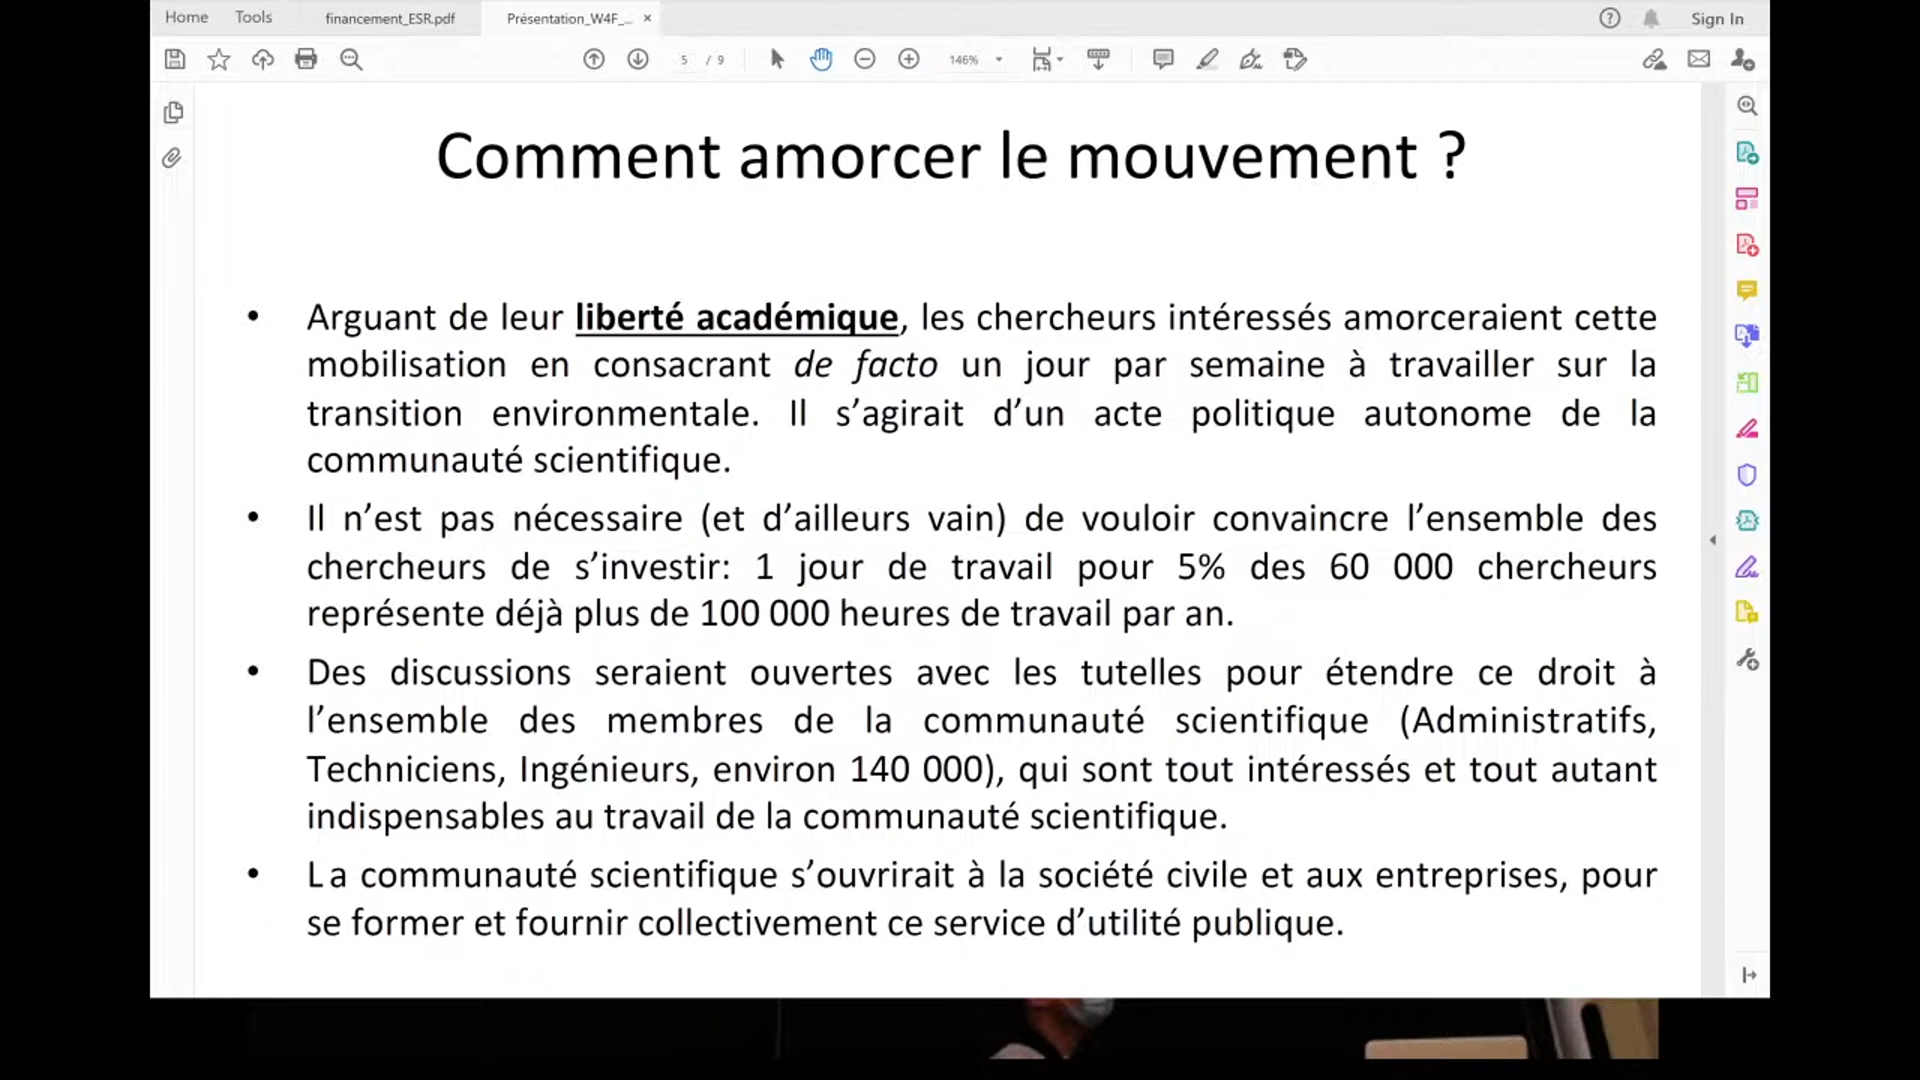 Home Tools financement_ESR.pdf Présentation_W4F_... × Sign In
5 / 9 146%
Comment amorcer le mouvement ?
• Arguant de leur liberté académique, les chercheurs intéressés amorceraient cette
mobilisation en consacrant de facto un jour par semaine à travailler sur la
transition environmentale. Il s’agirait d’un acte politique autonome de la
communauté scientifique.
• Il n’est pas nécessaire (et d’ailleurs vain) de vouloir convaincre l’ensemble des
chercheurs de s’investir: 1 jour de travail pour 5% des 60 000 chercheurs
représente déjà plus de 100 000 heures de travail par an.
• Des discussions seraient ouvertes avec les tutelles pour étendre ce droit à
l’ensemble des membres de la communauté scientifique (Administratifs,
Techniciens, Ingénieurs, environ 140 000), qui sont tout intéressés et tout autant
indispensables au travail de la communauté scientifique.
• La communauté scientifique s’ouvrirait à la société civile et aux entreprises, pour
se former et fournir collectivement ce service d’utilité publique.